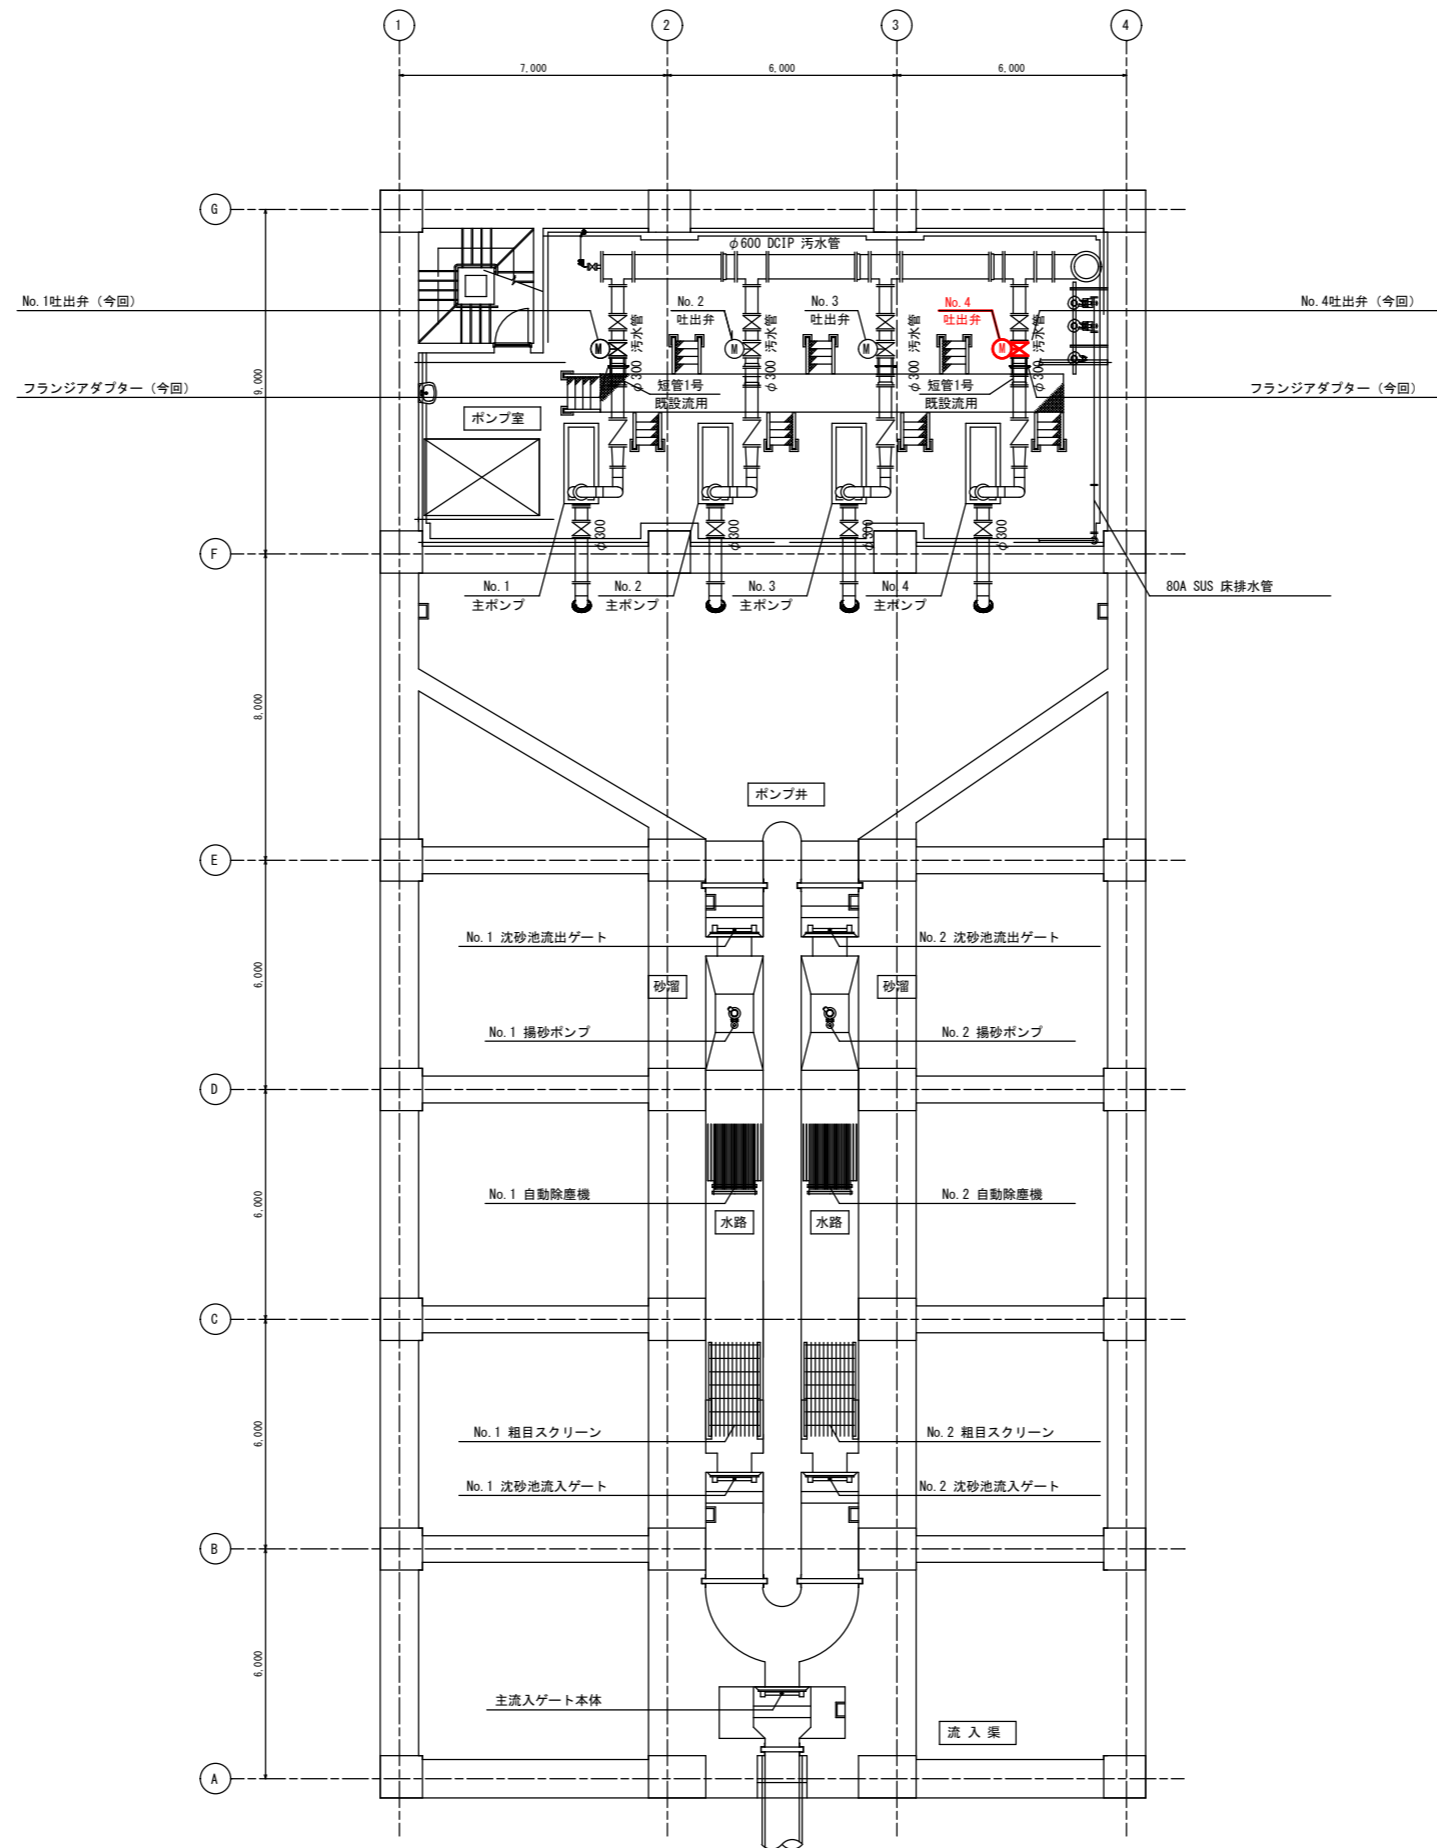 1
2
3
4
7,000
6,000
6,000
G
φ600 DCIP 汚水管
No.1吐出弁（今回）
No.2
吐出弁
No.3
吐出弁
No.4
吐出弁
No.4吐出弁（今回）
M
M
M
M
φ300 汚水管
φ300 汚水管
φ300 汚水管
φ300 汚水管
9,000
フランジアダプター（今回）
短管1号
既設流用
短管1号
既設流用
フランジアダプター（今回）
ポンプ室
φ300
φ300
φ300
φ300
F
No.1
主ポンプ
No.2
主ポンプ
No.3
主ポンプ
No.4
主ポンプ
80A SUS 床排水管
8,000
ポンプ井
E
No.1 沈砂池流出ゲート
No.2 沈砂池流出ゲート
6,000
砂溜
砂溜
No.1 揚砂ポンプ
No.2 揚砂ポンプ
D
No.1 自動除塵機
No.2 自動除塵機
6,000
水路
水路
C
6,000
No.1 粗目スクリーン
No.2 粗目スクリーン
No.1 沈砂池流入ゲート
No.2 沈砂池流入ゲート
B
6,000
主流入ゲート本体
流 入 渠
A